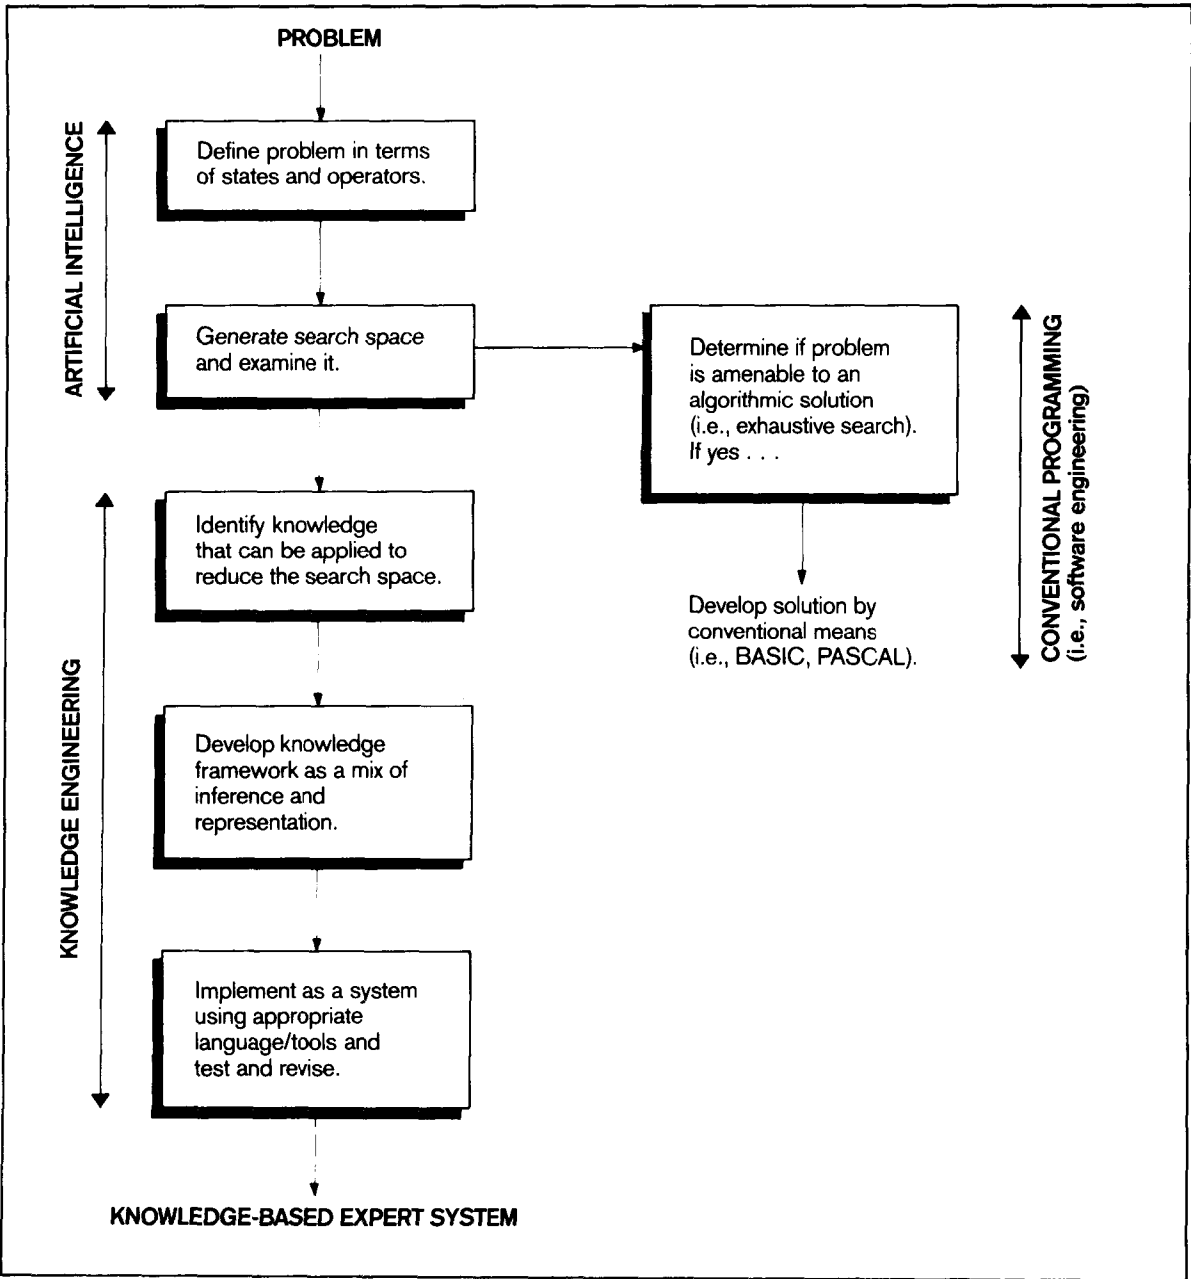 PROBLEM
ARTIFICIAL INTELLIGENCE
Define problem in terms
of states and operators.
Generate search space
and examine it.
Determine if problem
is amenable to an
algorithmic solution
(i.e., exhaustive search).
If yes . . .
CONVENTIONAL PROGRAMMING
(i.e., software engineering)
Develop solution by
conventional means
(i.e., BASIC, PASCAL).
KNOWLEDGE ENGINEERING
Identify knowledge
that can be applied to
reduce the search space.
Develop knowledge
framework as a mix of
inference and
representation.
Implement as a system
using appropriate
language/tools and
test and revise.
KNOWLEDGE-BASED EXPERT SYSTEM